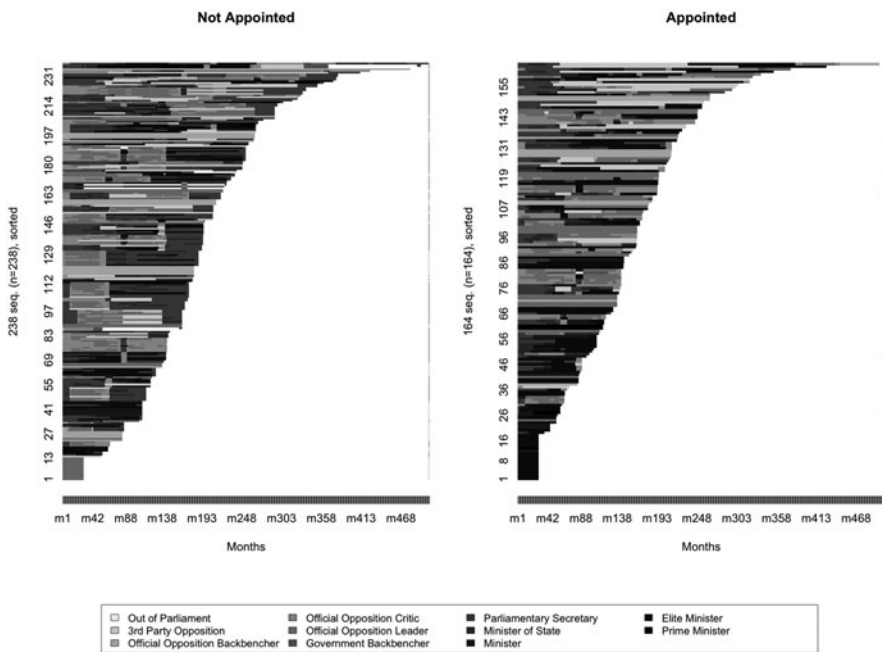 Not Appointed
Appointed
238 seq. (n=238), sorted
231
214
197
180
163
146
129
112
97
83
69
55
41
27
13
1
m1 m42 m88 m138 m193 m248 m303 m358 m413 m468
Months
164 seq. (n=164), sorted
155
143
131
119
107
96
86
76
66
56
46
36
26
16
8
1
m1 m42 m88 m138 m193 m248 m303 m358 m413 m468
Months
Out of Parliament
3rd Party Opposition
Official Opposition Backbencher
Official Opposition Critic
Official Opposition Leader
Government Backbencher
Parliamentary Secretary
Minister of State
Minister
Elite Minister
Prime Minister